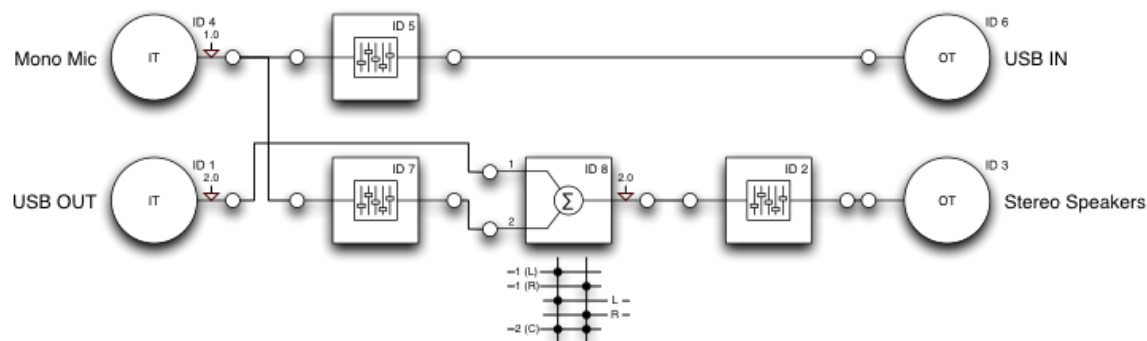 ID 4
1.0
Mono Mic
IT
ID 5
ID 6
OT
USB IN
ID 1
2.0
USB OUT
IT
ID 7
1
2
ID 8
Σ
2.0
ID 2
ID 3
OT
Stereo Speakers
1 (L)
1 (R)
L
R
2 (C)